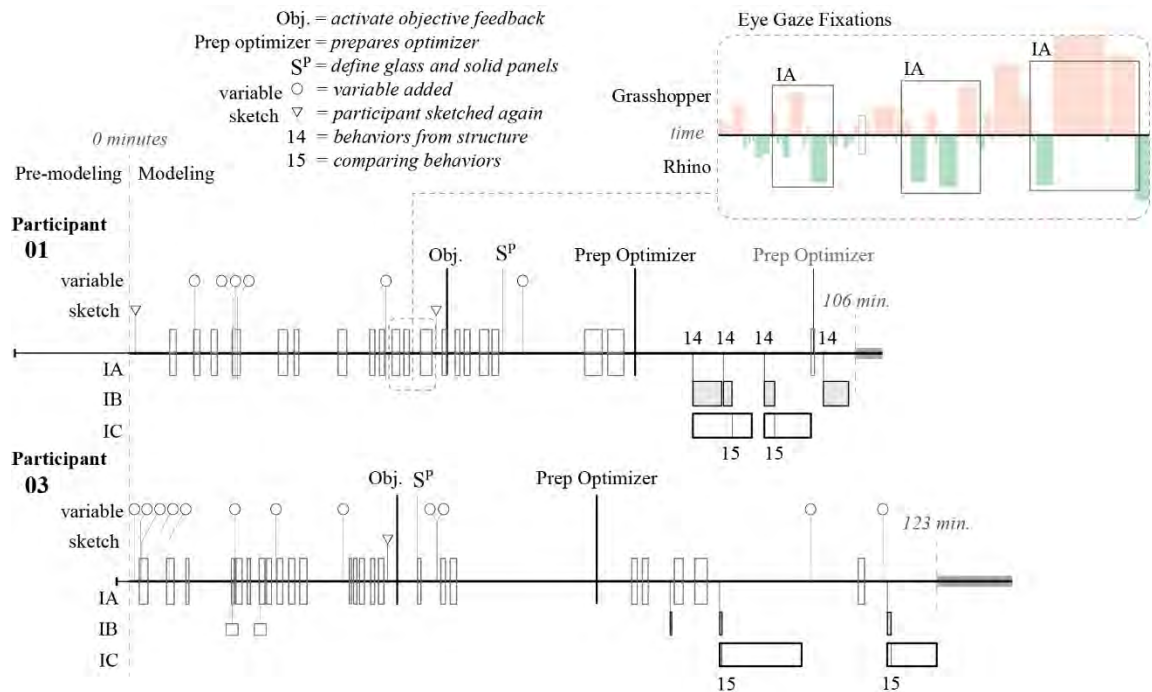 Obj. = activate objective feedback
Prep optimizer = prepares optimizer
Sᵖ = define glass and solid panels
variable ○ = variable added
sketch ▽ = participant sketched again
14 = behaviors from structure
15 = comparing behaviors
Eye Gaze Fixations
IA
IA
IA
Grasshopper
time
Rhino
0 minutes
Pre-modeling
Modeling
Participant
01
Obj.
Sᵖ
Prep Optimizer
Prep Optimizer
variable
sketch
106 min.
14
14
14
14
IA
IB
IC
15
15
Participant
03
Obj.
Sᵖ
Prep Optimizer
variable
sketch
123 min.
IA
IB
IC
15
15